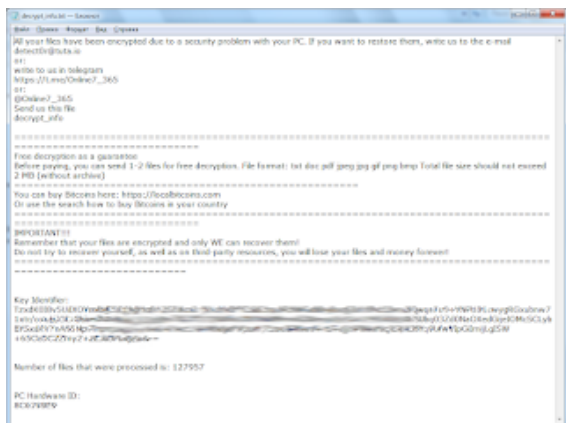 decrypt_info.txt — Блокнот
Файл Правка Формат Вид Справка
All your files have been encrypted due to a security problem with your PC. If you want to restore them, write us to the e-mail
detect0r@tuta.io
or:
write to us in telegram
https://t.me/Online7_365
or:
@Online7_365
Send us this file
decrypt_info
Free decryption as a guarantee
Before paying, you can send 1-2 files for free decryption. File format: txt doc pdf jpeg jpg gif png bmp Total file size should not exceed
2 MB (without archive)
You can buy Bitcoins here: https://localbitcoins.com
Or use the search how to buy Bitcoins in your country
IMPORTANT!!!
Remember that your files are encrypted and only WE can recover them!
Do not try to recover yourself, as well as on third party resources, you will lose your files and money forever!
Key Identifier:
Number of files that were processed is: 127957
PC Hardware ID: